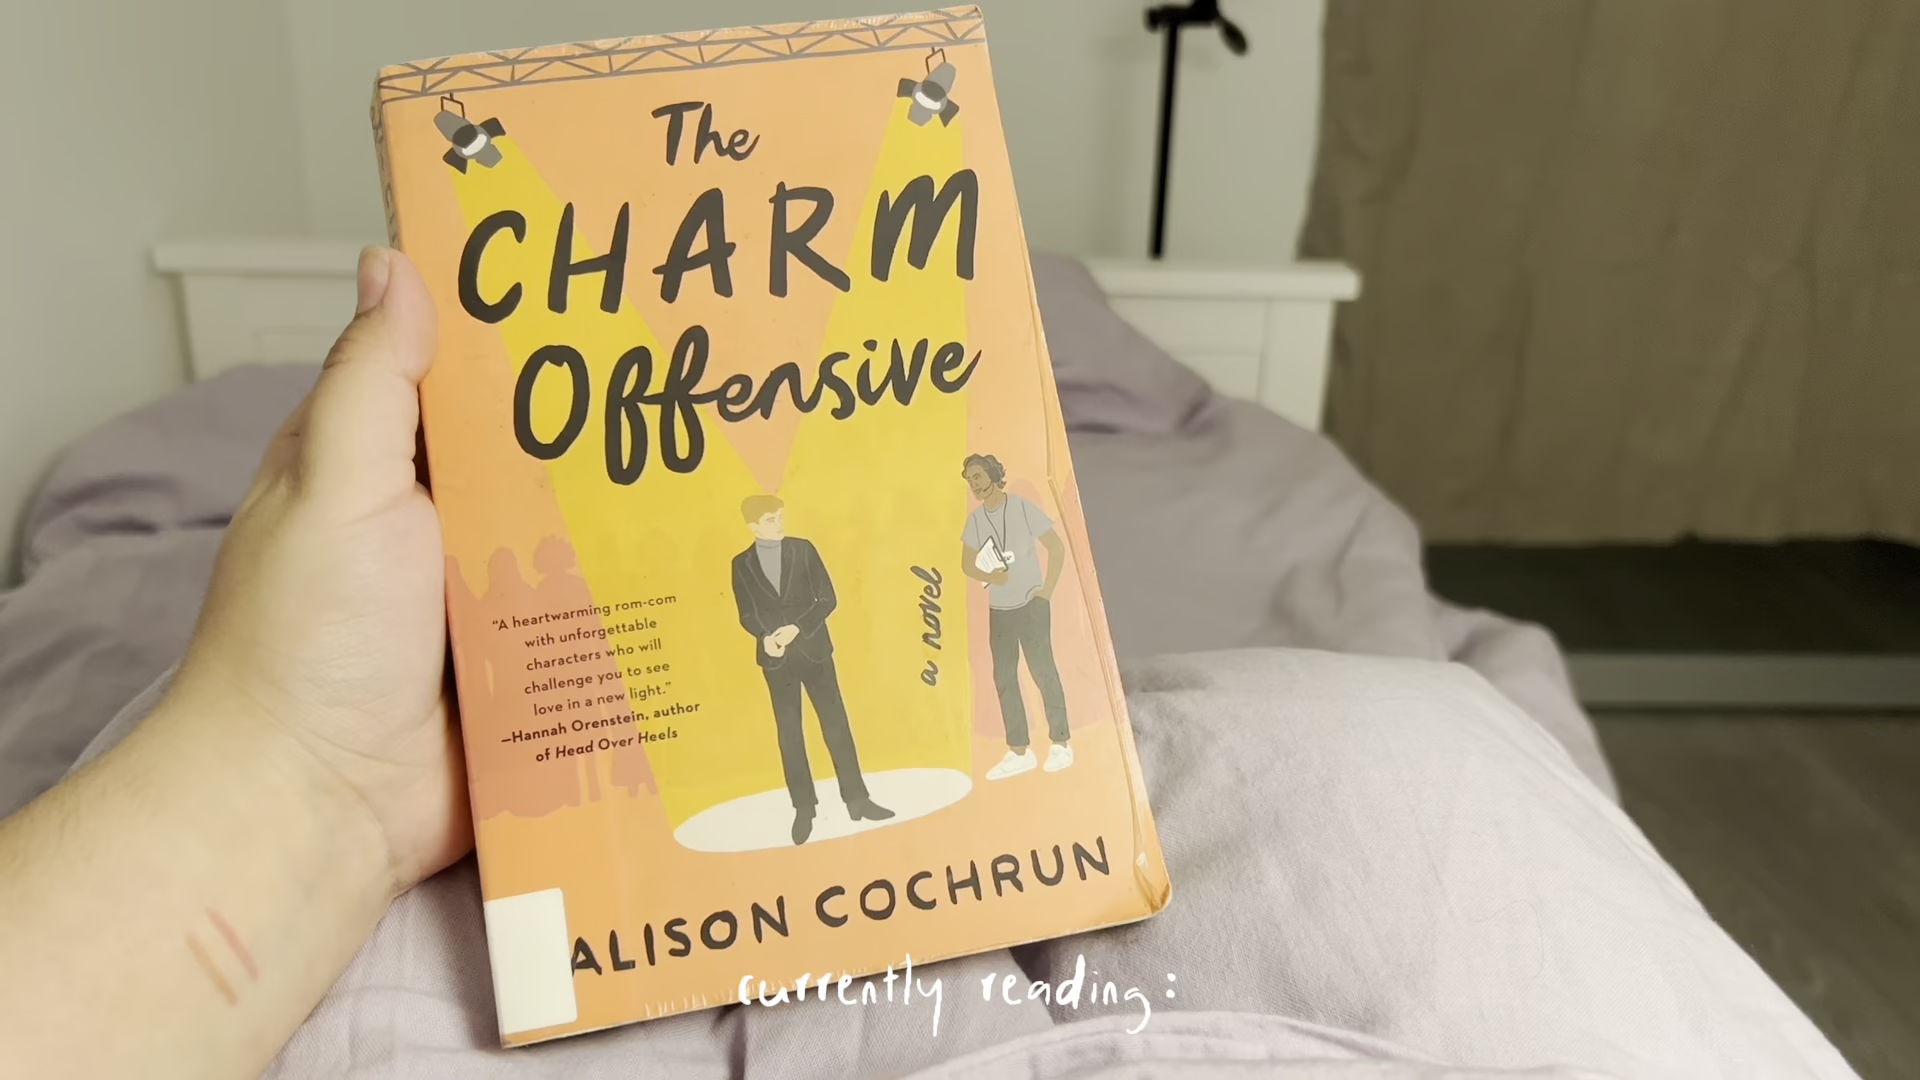 The
CHARM
Offensive
a novel
"A heartwarming rom-com
with unforgettable
characters who will
challenge you to see
love in a new light."
—Hannah Orenstein, author
of Head Over Heels
ALISON COCHRUN
currently reading: